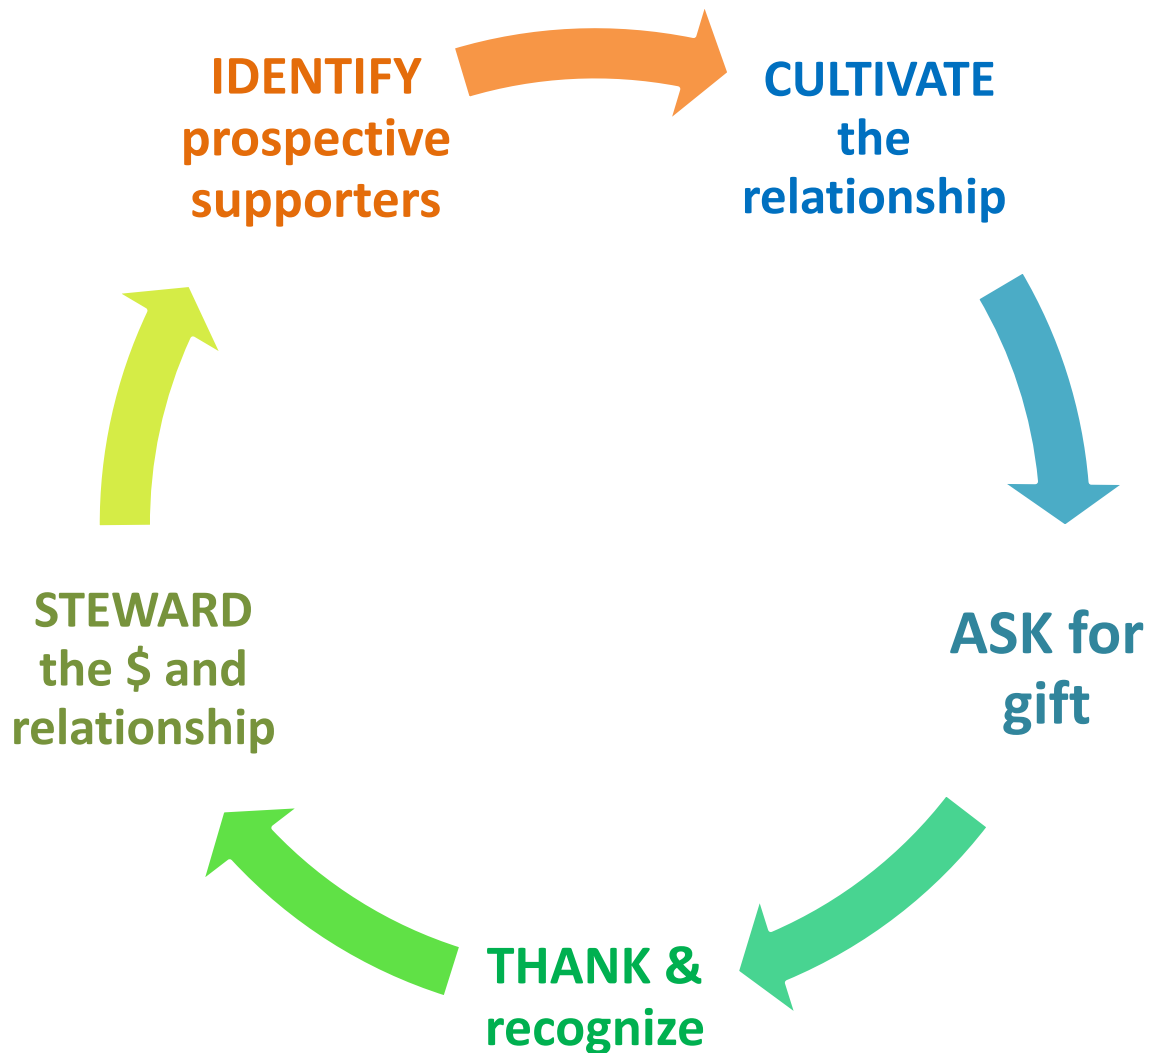 IDENTIFY
prospective
supporters
CULTIVATE
the
relationship
ASK for
gift
THANK &
recognize
STEWARD
the $ and
relationship